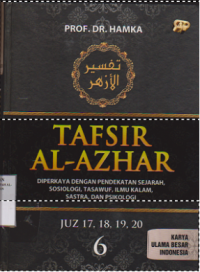 PROF. DR. HAMKA
تفسير
الأزهر
TAFSIR
AL-AZHAR
DIPERKAYA DENGAN PENDEKATAN SEJARAH,
SOSIOLOGI, TASAWUF, ILMU KALAM,
SASTRA, DAN PSIKOLOGI
JUZ 17, 18, 19, 20
6
KARYA
ULAMA BESAR
INDONESIA